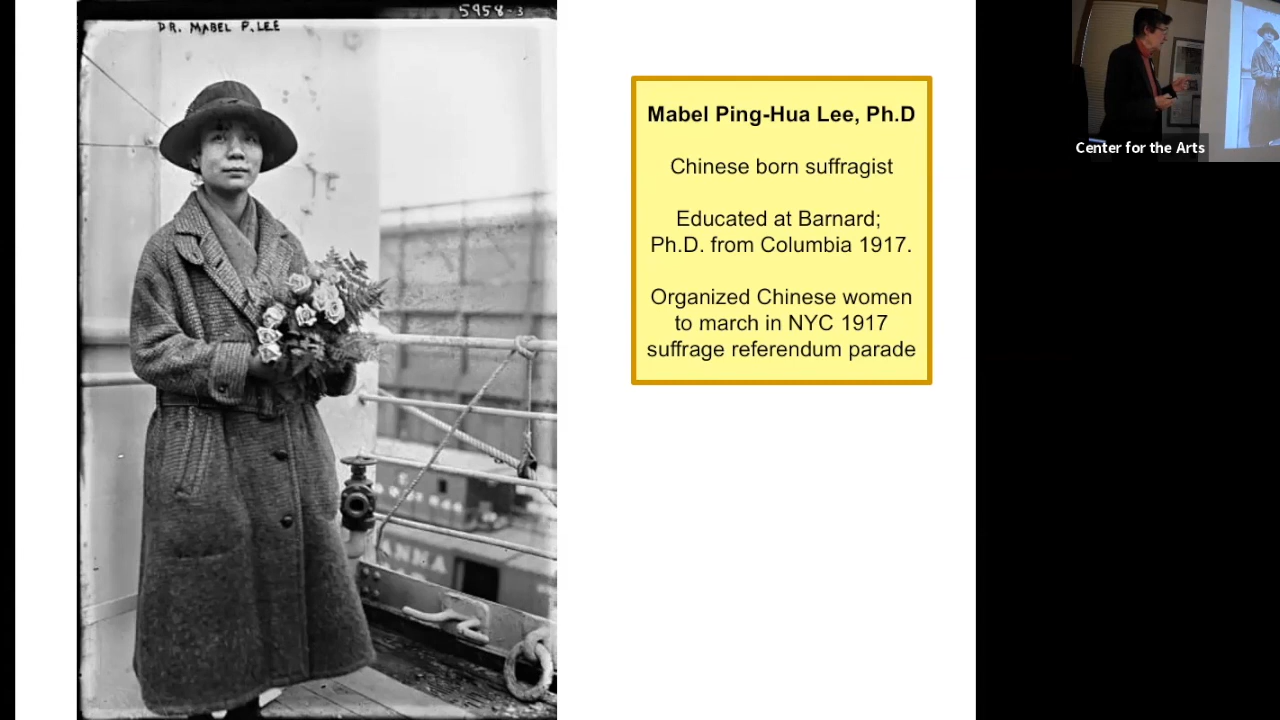 5958-3
DR. MABEL P. LEE
Mabel Ping-Hua Lee, Ph.D
Chinese born suffragist
Educated at Barnard;
Ph.D. from Columbia 1917.
Organized Chinese women
to march in NYC 1917
suffrage referendum parade
Center for the Arts